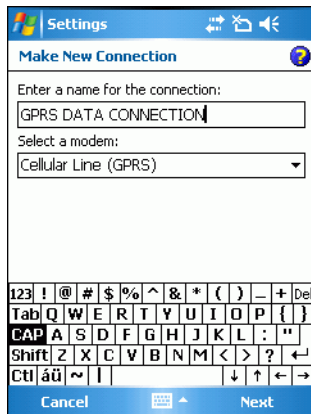 Settings
Make New Connection
?
Enter a name for the connection:
GPRS DATA CONNECTION
Select a modem:
Cellular Line (GPRS)
123 ! @ # $ % ^ & * ( ) _ + Del
Tab Q W E R T Y U I O P { }
CAP A S D F G H J K L : "
Shift Z X C V B N M < > ? ↵
Ctl áü ~ | ↓ ↑ ← →
Cancel Next